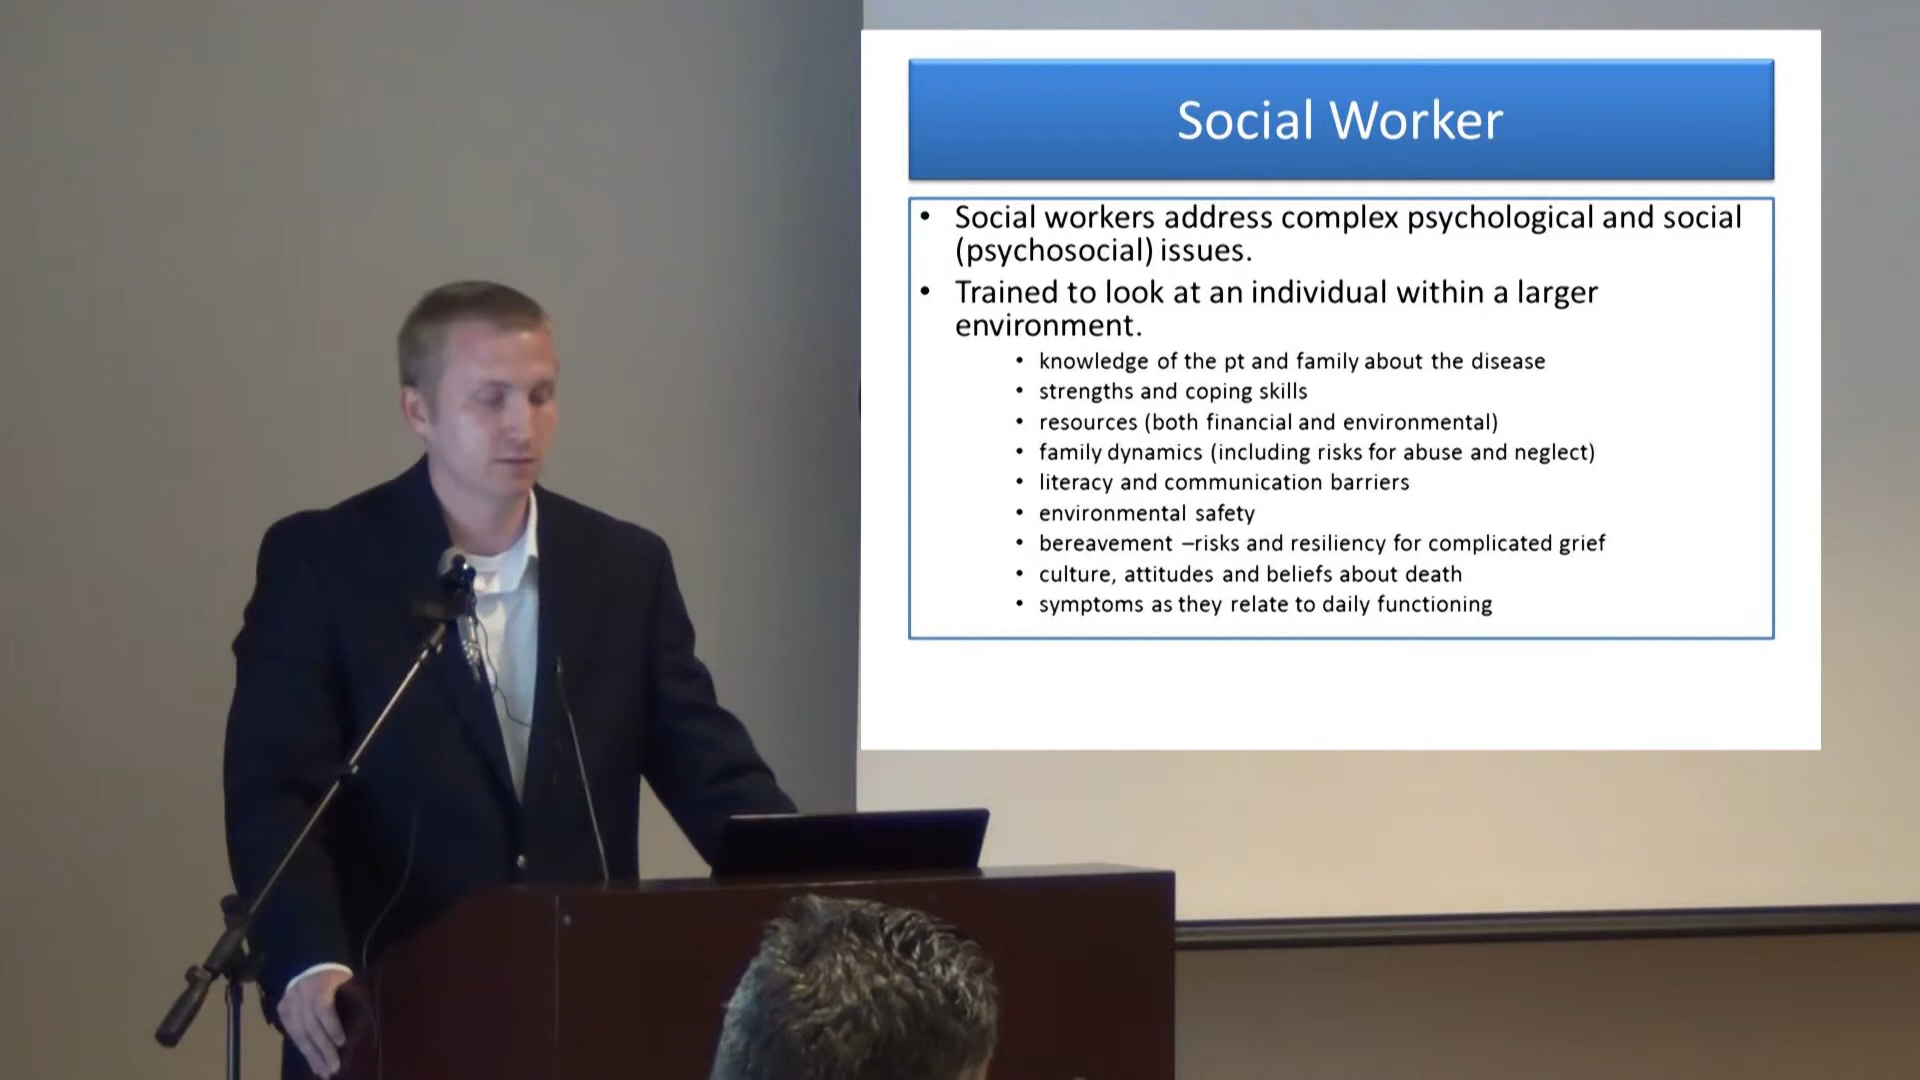 Social Worker
• Social workers address complex psychological and social
(psychosocial) issues.
• Trained to look at an individual within a larger
environment.
• knowledge of the pt and family about the disease
• strengths and coping skills
• resources (both financial and environmental)
• family dynamics (including risks for abuse and neglect)
• literacy and communication barriers
• environmental safety
• bereavement –risks and resiliency for complicated grief
• culture, attitudes and beliefs about death
• symptoms as they relate to daily functioning